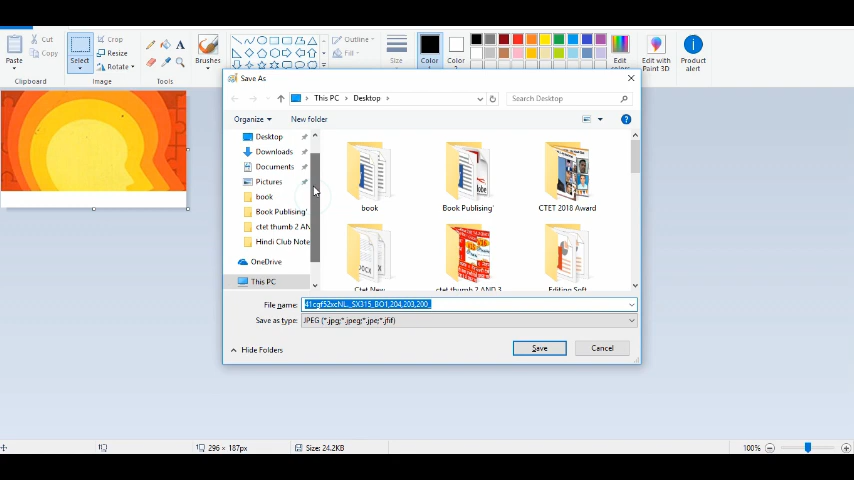 Paste
Cut
Copy
Clipboard
Select
Crop
Resize
Rotate
Image
Tools
Brushes
Outline
Fill
Size
Color
1
Color
2
Edit
colors
Edit with
Paint 3D
Product
alert
Save As
This PC > Desktop >
Search Desktop
Organize
New folder
Desktop
Downloads
Documents
Pictures
book
Book Publising'
ctet thumb 2 AN
Hindi Club Note
OneDrive
This PC
book
Book Publising'
CTET 2018 Award
Ctet New
ctet thumb 2 AND 3
Editing Soft
File name: 41cgf52xcNL._SX315_BO1,204,203,200_
Save as type: JPEG (*.jpg;*.jpeg;*.jpe;*.jfif)
Hide Folders
Save
Cancel
296 × 187px
Size: 24.2KB
100%